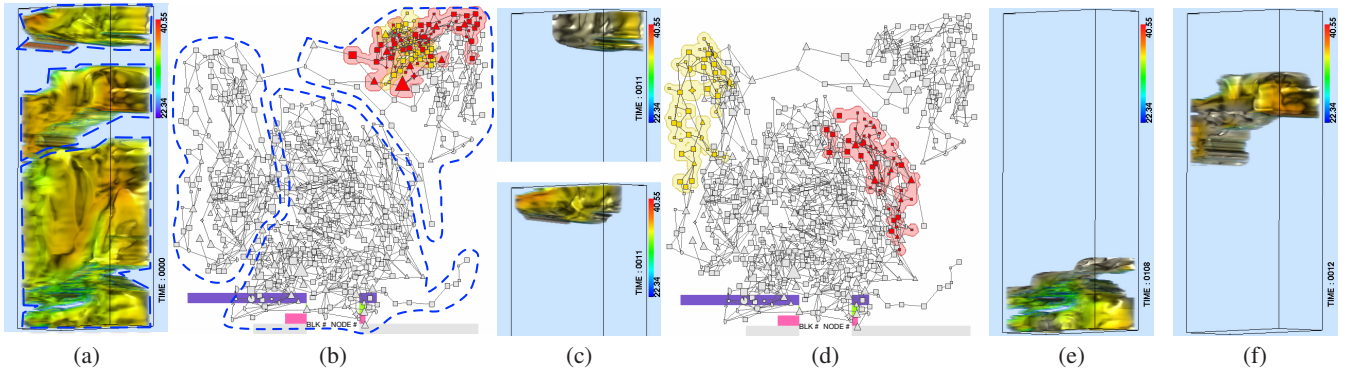 40.55
22.34
TIME : 0000
BLK # NODE #
40.55
22.34
TIME : 0011
40.55
22.34
TIME : 0011
BLK # NODE #
40.55
22.34
TIME : 0108
40.55
22.34
TIME : 0012
(a)
(b)
(c)
(d)
(e)
(f)